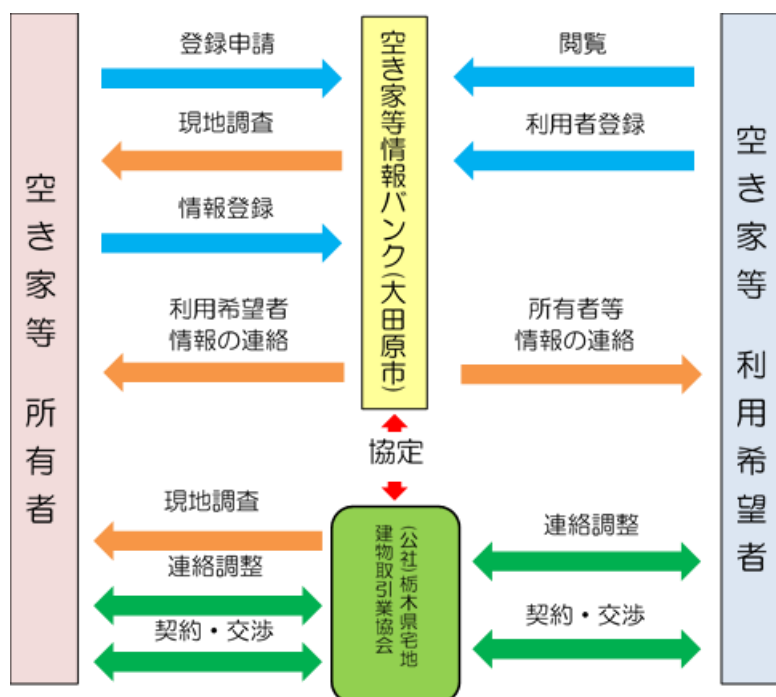 空き家等 所有者
登録申請
現地調査
情報登録
利用希望者
情報の連絡
空き家等情報バンク(大田原市)
閲覧
利用者登録
所有者等
情報の連絡
空き家等 利用希望者
協定
現地調査
連絡調整
契約・交渉
(公社)栃木県宅地
建物取引業協会
連絡調整
契約・交渉